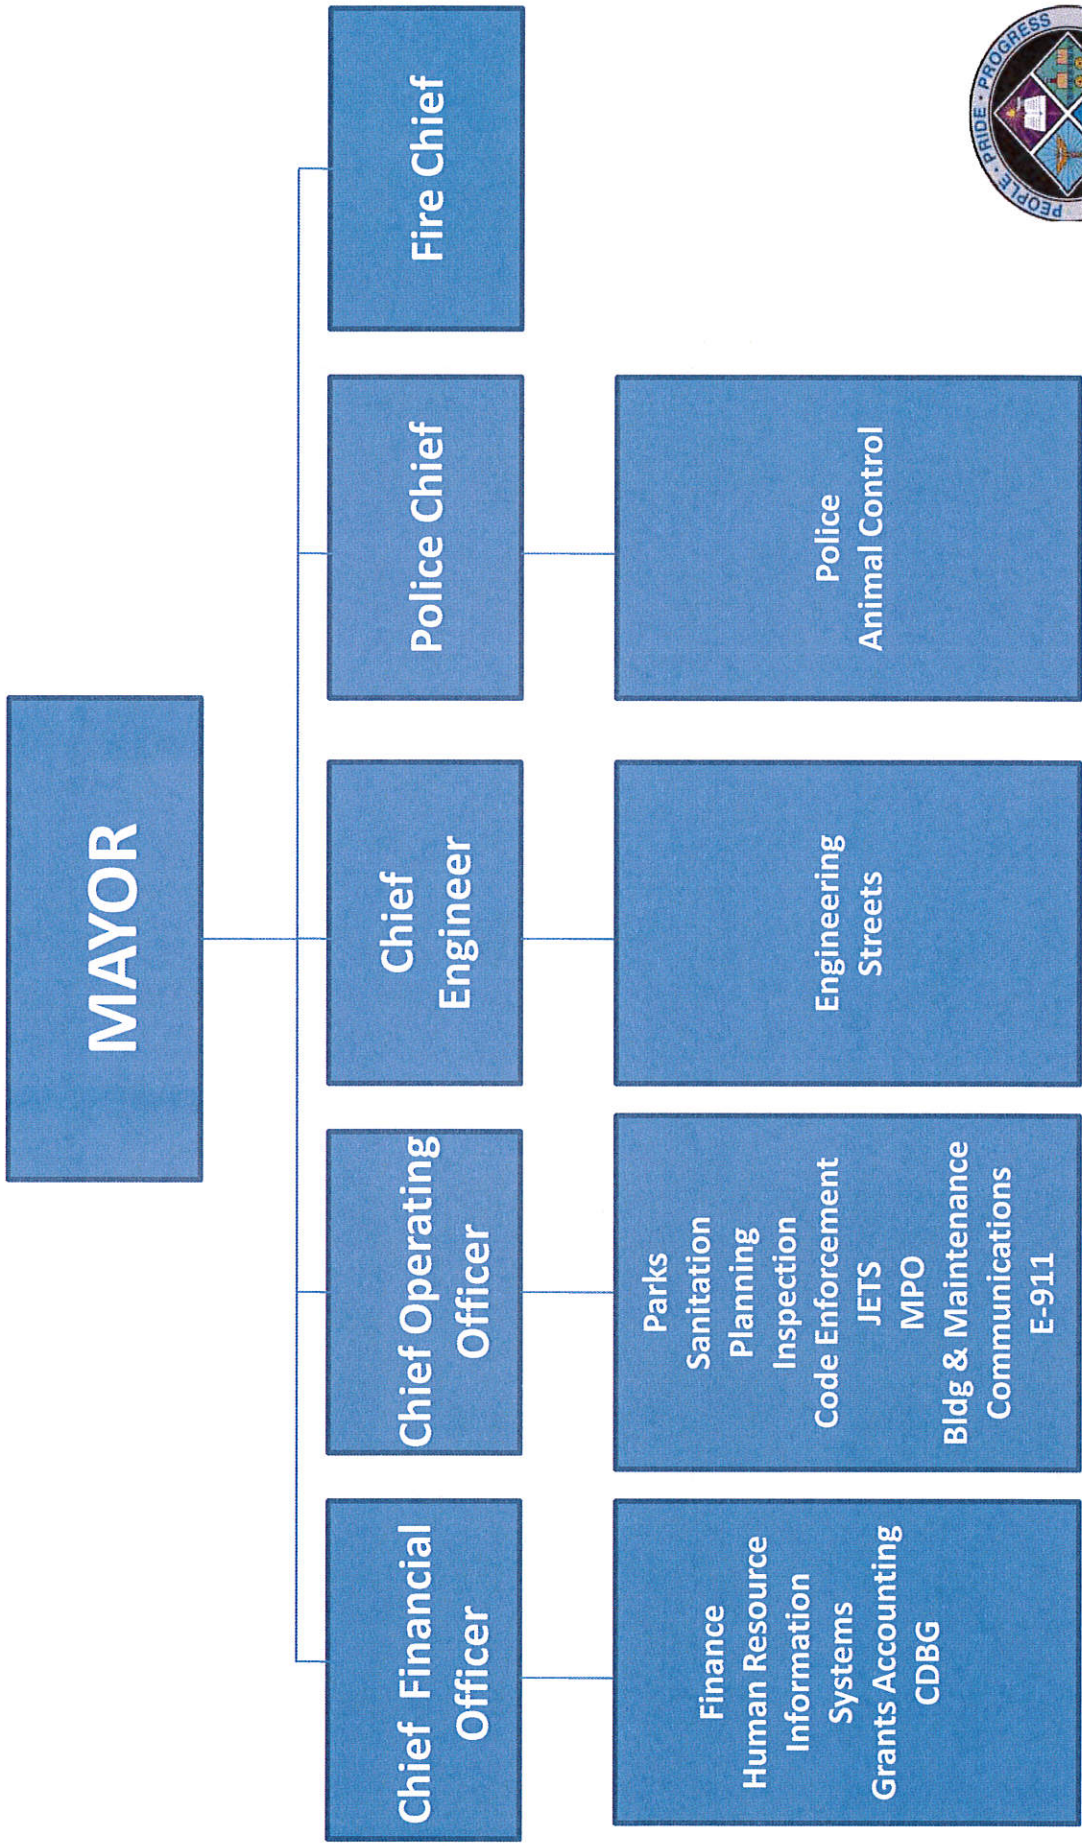 MAYOR
Chief Financial
Officer
Chief Operating
Officer
Chief
Engineer
Police Chief
Fire Chief
Finance
Human Resource
Information
Systems
Grants Accounting
CDBG
Parks
Sanitation
Planning
Inspection
Code Enforcement
JETS
MPO
Bldg & Maintenance
Communications
E-911
Engineering
Streets
Police
Animal Control
PEOPLE · PRIDE · PROGRESS